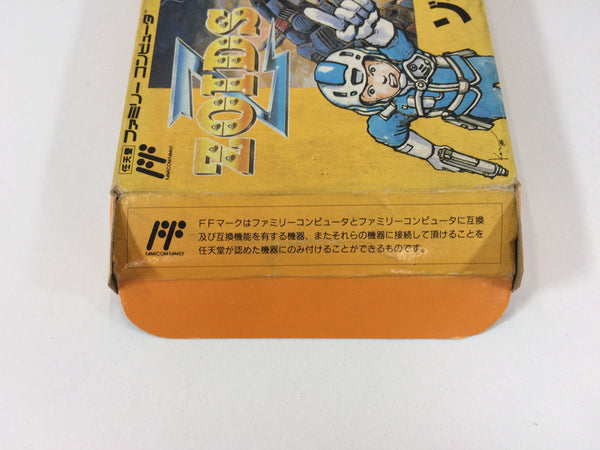 任天堂 ファミリー コンピュータ
FF
FAMICOM FAMILY
ZOIDS
ゾ
FF
FAMICOM FAMILY
FFマークはファミリーコンピュータとファミリーコンピュータに互換
及び互換機能を有する機器、またそれらの機器に接続して頂けることを
任天堂が認めた機器にのみ付けることができるものです。